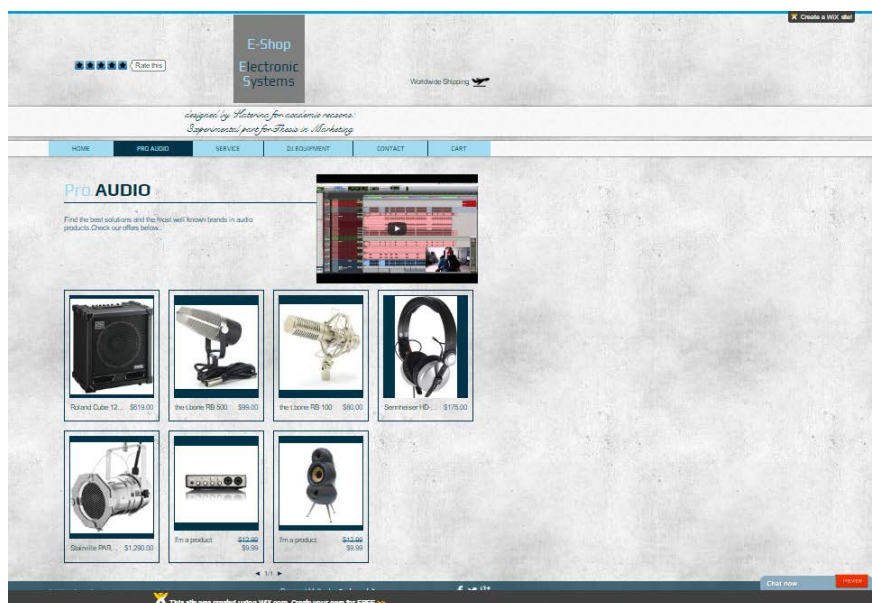 Create a WiX site!
E-Shop
Electronic
Systems
Rate this
Worldwide Shipping
designed by Katerina for academic reasons.
Experimental part for Thesis in Marketing
HOME PRO AUDIO SERVICE DJ EQUIPMENT CONTACT CART
Pro AUDIO
Find the best solutions and the most well known brands in audio
products.Check our offers below..
Roland Cube 12... $619.00
the t.bone RB 500 $99.00
the t.bone RB 100 $60.00
Sennheiser HD-... $175.00
Stairville PAR... $1,290.00
I'm a product $12.99
$9.99
I'm a product $12.99
$9.99
1/1
Chat now
PREVIEW
This site was created using WIX.com. Create your own for FREE >>